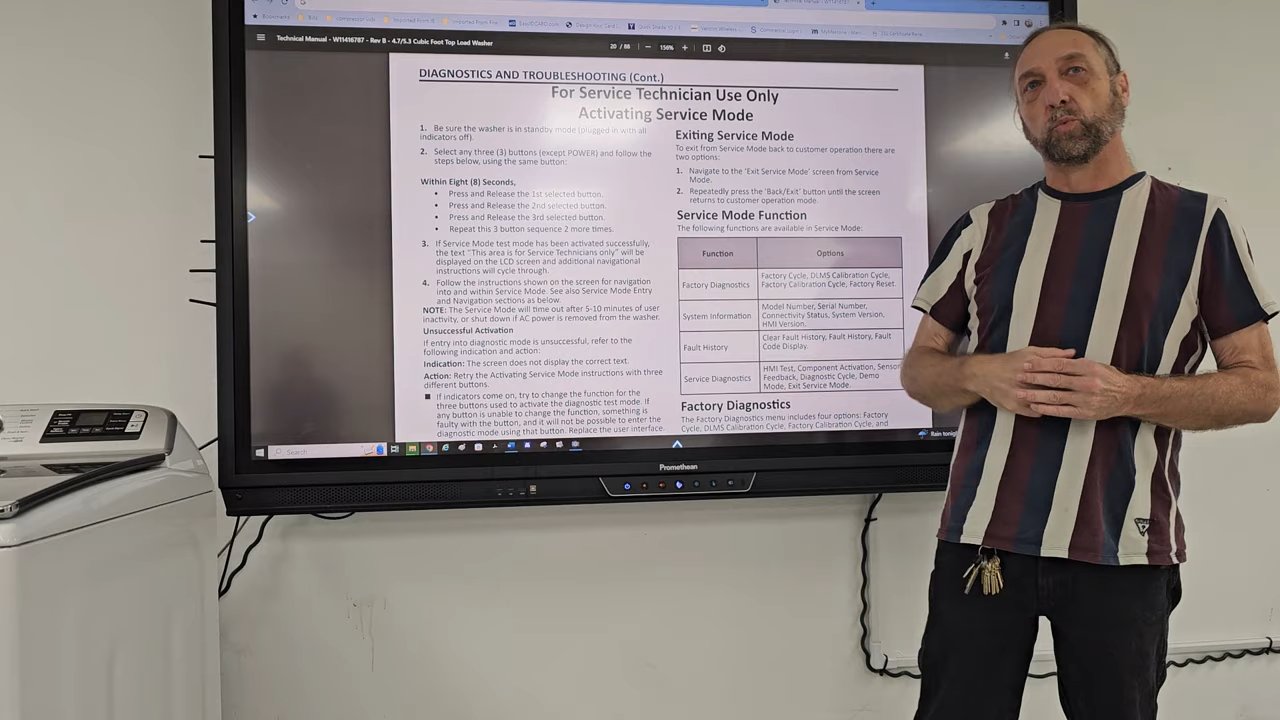 Bookmarks
Technical Manual - W11416787 - Rev B - 4.7/5.3 Cubic Foot Top Load Washer
20 / 88
150%
DIAGNOSTICS AND TROUBLESHOOTING (Cont.)
For Service Technician Use Only
Activating Service Mode
1. Be sure the washer is in standby mode (plugged in with all
indicators off).
2. Select any three (3) buttons (except POWER) and follow the
steps below, using the same button:
Within Eight (8) Seconds,
• Press and Release the 1st selected button.
• Press and Release the 2nd selected button.
• Press and Release the 3rd selected button.
• Repeat this 3 button sequence 2 more times.
3. If Service Mode test mode has been activated successfully,
the text "This area is for Service Technicians only" will be
displayed on the LCD screen and additional navigational
instructions will cycle through.
4. Follow the instructions shown on the screen for navigation
into and within Service Mode. See also Service Mode Entry
and Navigation sections as below.
NOTE: The Service Mode will time out after 5-10 minutes of user
inactivity, or shut down if AC power is removed from the washer.
Unsuccessful Activation
If entry into diagnostic mode is unsuccessful, refer to the
following indication and action:
Indication: The screen does not display the correct text.
Action: Retry the Activating Service Mode instructions with three
different buttons.
■ If indicators come on, try to change the function for the
three buttons used to activate the diagnostic test mode. If
any button is unable to change the function, something is
faulty with the button, and it will not be possible to enter the
diagnostic mode using that button. Replace the user interface
Exiting Service Mode
To exit from Service Mode back to customer operation there are
two options:
1. Navigate to the 'Exit Service Mode' screen from Service
Mode.
2. Repeatedly press the 'Back/Exit' button until the screen
returns to customer operation mode.
Service Mode Function
The following functions are available in Service Mode:
Function Options
Factory Diagnostics
Factory Cycle, DLMS Calibration Cycle,
Factory Calibration Cycle, Factory Reset.
System Information
Model Number, Serial Number,
Connectivity Status, System Version,
HMI Version.
Fault History
Clear Fault History, Fault History, Fault
Code Display.
Service Diagnostics
HMI Test, Component Activation, Sensor
Feedback, Diagnostic Cycle, Demo
Mode, Exit Service Mode.
Factory Diagnostics
The Factory Diagnostics menu includes four options: Factory
Cycle, DLMS Calibration Cycle, Factory Calibration Cycle, and
Search
Rain tonig
Promethean